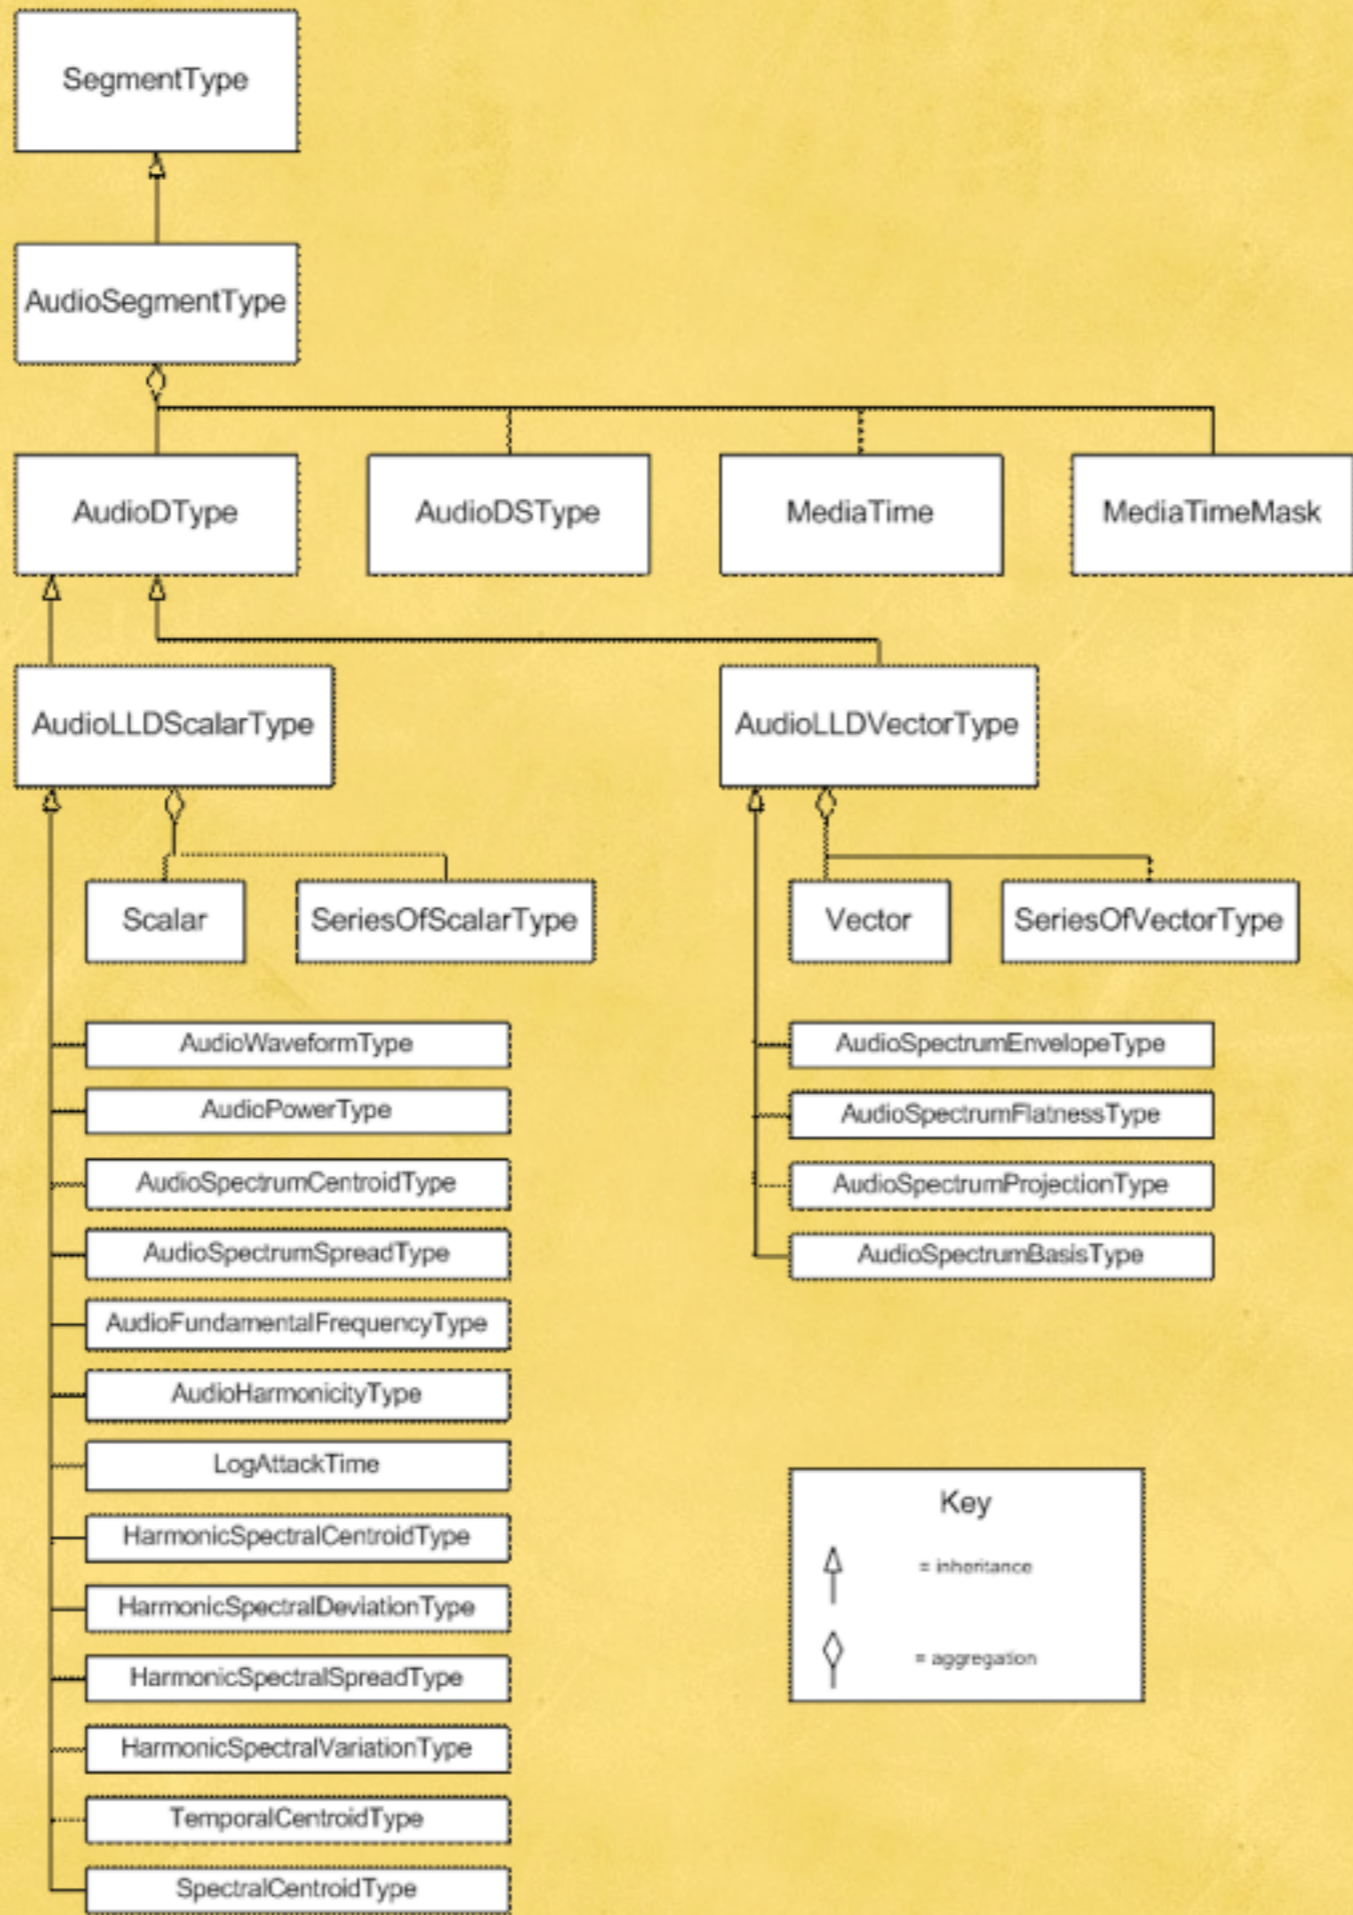 SegmentType
AudioSegmentType
AudioDType
AudioDSType
MediaTime
MediaTimeMask
AudioLLDScalarType
AudioLLDVectorType
Scalar
SeriesOfScalarType
Vector
SeriesOfVectorType
AudioWaveformType
AudioPowerType
AudioSpectrumCentroidType
AudioSpectrumSpreadType
AudioFundamentalFrequencyType
AudioHarmonicityType
LogAttackTime
HarmonicSpectralCentroidType
HarmonicSpectralDeviationType
HarmonicSpectralSpreadType
HarmonicSpectralVariationType
TemporalCentroidType
SpectralCentroidType
AudioSpectrumEnvelopeType
AudioSpectrumFlatnessType
AudioSpectrumProjectionType
AudioSpectrumBasisType
Key
= inheritance
= aggregation